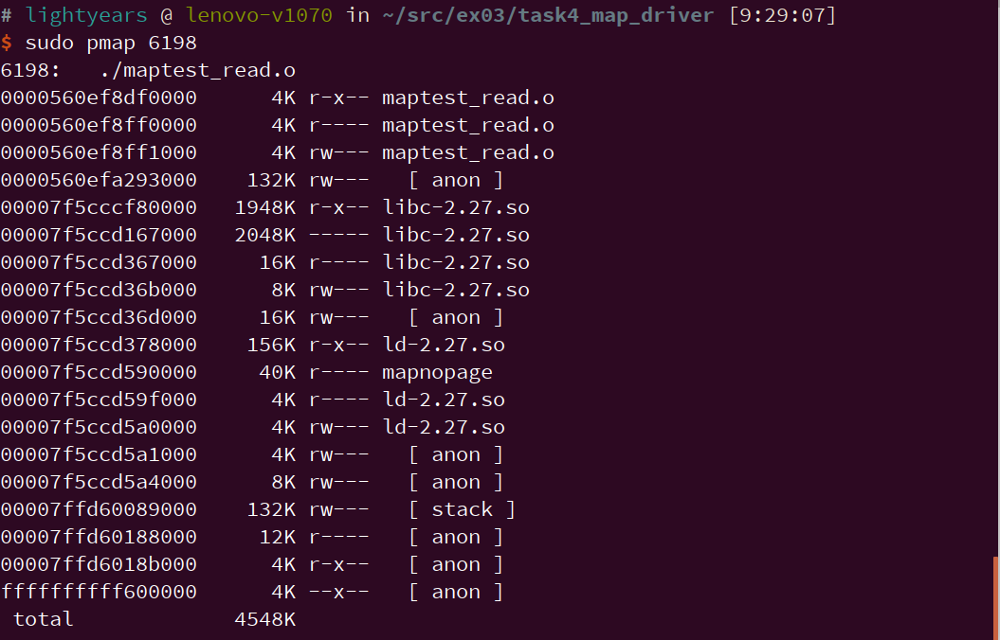 # lightyears @ lenovo-v1070 in ~/src/ex03/task4_map_driver [9:29:07]
$ sudo pmap 6198
6198:   ./maptest_read.o
0000560ef8df0000      4K r-x-- maptest_read.o
0000560ef8ff0000      4K r---- maptest_read.o
0000560ef8ff1000      4K rw--- maptest_read.o
0000560efa293000    132K rw---   [ anon ]
00007f5cccf80000   1948K r-x-- libc-2.27.so
00007f5ccd167000   2048K ----- libc-2.27.so
00007f5ccd367000     16K r---- libc-2.27.so
00007f5ccd36b000      8K rw--- libc-2.27.so
00007f5ccd36d000     16K rw---   [ anon ]
00007f5ccd378000    156K r-x-- ld-2.27.so
00007f5ccd590000     40K r---- mapnopage
00007f5ccd59f000      4K r---- ld-2.27.so
00007f5ccd5a0000      4K rw--- ld-2.27.so
00007f5ccd5a1000      4K rw---   [ anon ]
00007f5ccd5a4000      8K rw---   [ anon ]
00007ffd60089000    132K rw---   [ stack ]
00007ffd60188000     12K r----   [ anon ]
00007ffd6018b000      4K r-x--   [ anon ]
ffffffffff600000      4K --x--   [ anon ]
 total             4548K